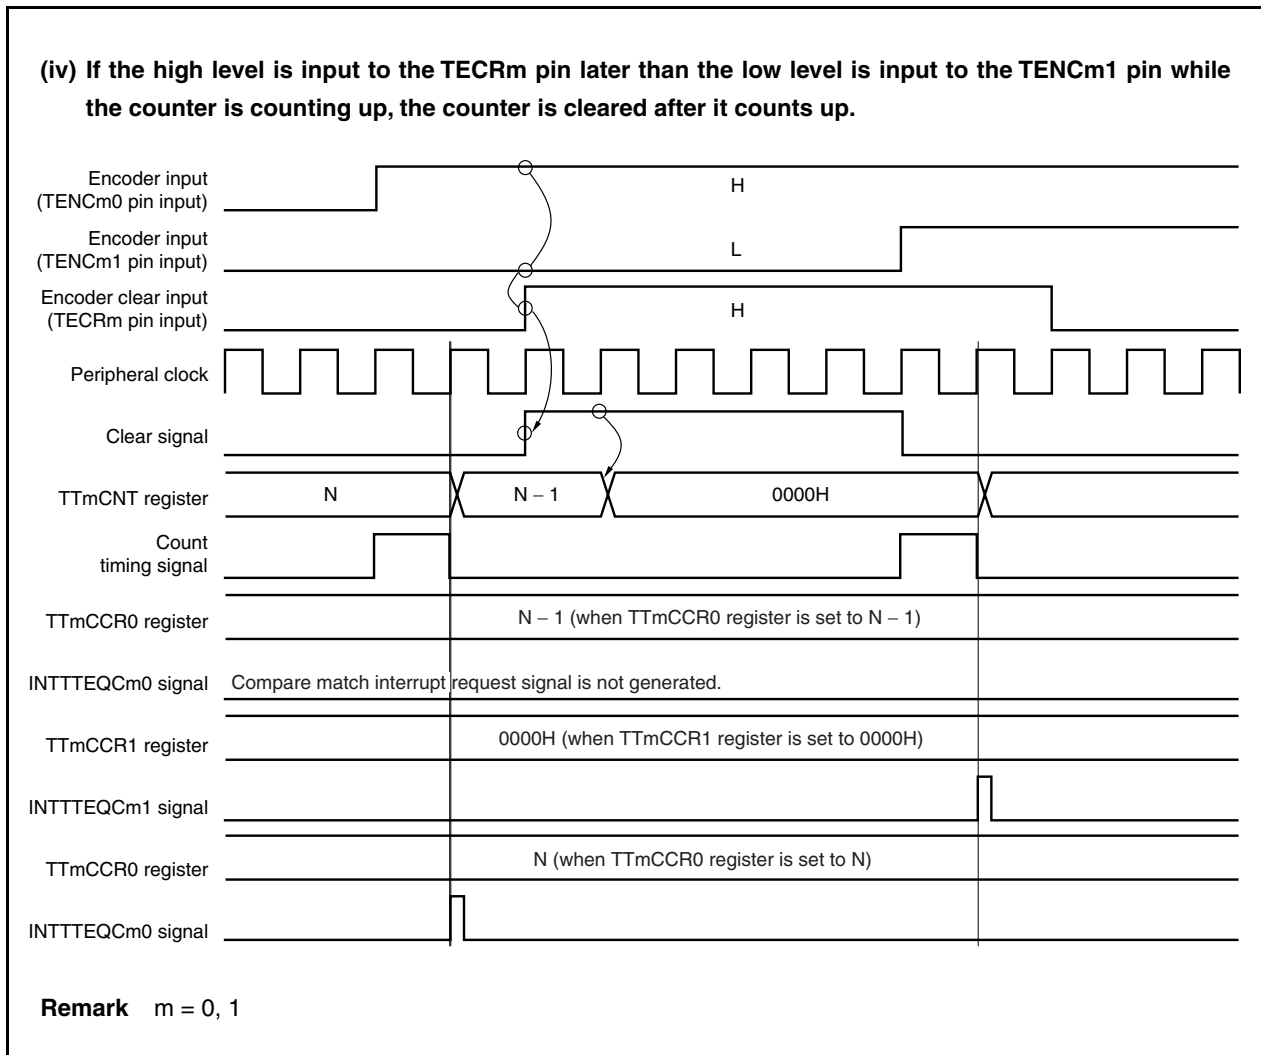 (iv) If the high level is input to the TECRm pin later than the low level is input to the TENCm1 pin while
the counter is counting up, the counter is cleared after it counts up.
Encoder input
(TENCm0 pin input)
H
Encoder input
(TENCm1 pin input)
L
Encoder clear input
(TECRm pin input)
H
Peripheral clock
Clear signal
TTmCNT register
N
N – 1
0000H
Count
timing signal
TTmCCR0 register
N – 1 (when TTmCCR0 register is set to N – 1)
INTTTEQCm0 signal
Compare match interrupt request signal is not generated.
TTmCCR1 register
0000H (when TTmCCR1 register is set to 0000H)
INTTTEQCm1 signal
TTmCCR0 register
N (when TTmCCR0 register is set to N)
INTTTEQCm0 signal
Remark m = 0, 1